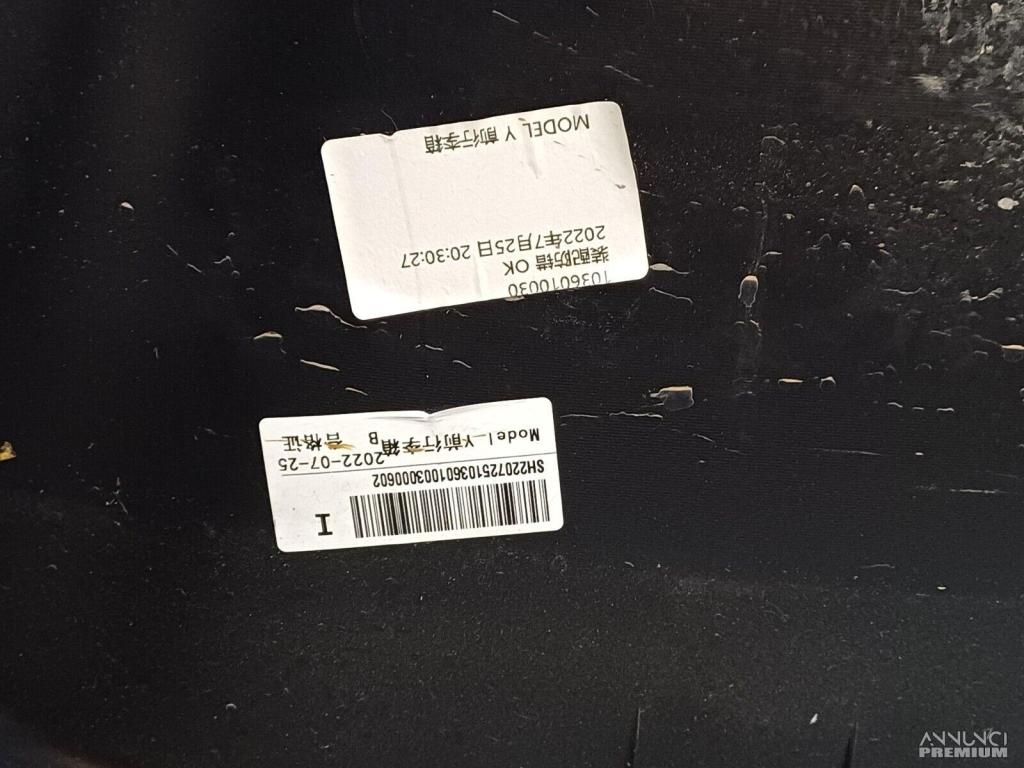 I
SH220725103601003000602
2022-07-25
Model Y前行李箱B 合格证
1036010030
装配防错 OK
2022年7月25日 20:30:27
MODEL Y 前行李箱
ANNUNCI
PREMIUM